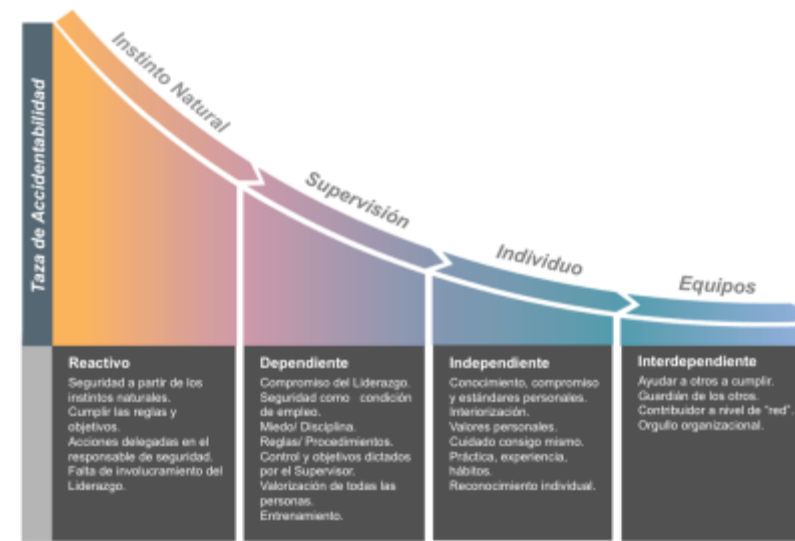 Taza de Accidentabilidad
Instinto Natural
Supervisión
Individuo
Equipos
Reactivo
Seguridad a partir de los
instintos naturales.
Cumplir las reglas y
objetivos.
Acciones delegadas en el
responsable de seguridad.
Falta de involucramiento del
Liderazgo.
Dependiente
Compromiso del Liderazgo.
Seguridad como condición
de empleo.
Miedo/ Disciplina.
Reglas/ Procedimientos.
Control y objetivos dictados
por el Supervisor.
Valorización de todas las
personas.
Entrenamiento.
Independiente
Conocimiento, compromiso
y estándares personales.
Interiorización.
Valores personales.
Cuidado consigo mismo.
Práctica, experiencia,
hábitos.
Reconocimiento individual.
Interdependiente
Ayudar a otros a cumplir.
Guardián de los otros.
Contribuidor a nivel de "red".
Orgullo organizacional.